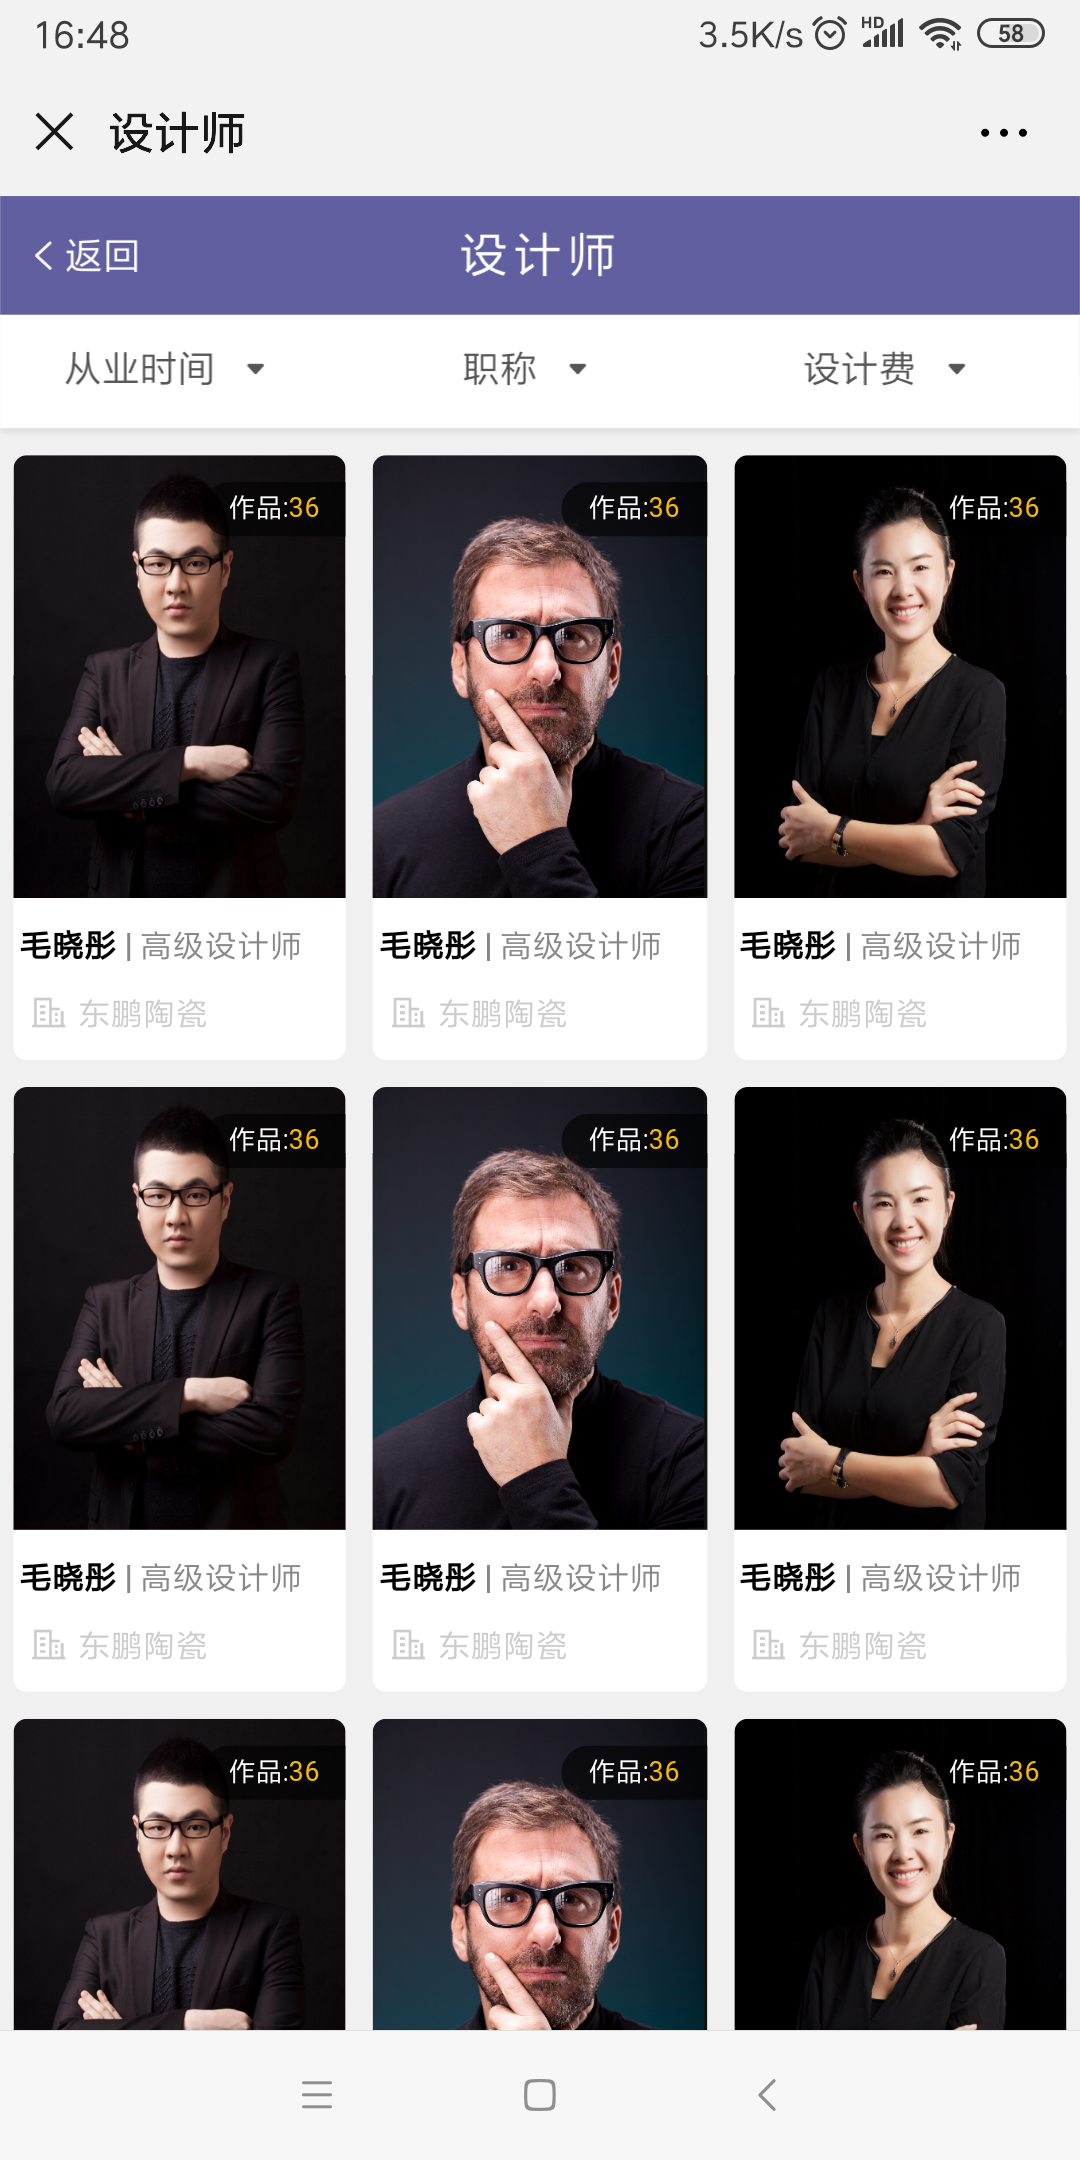 16:48 3.5K/s HD 58
设计师
返回 设计师
从业时间 职称 设计费
作品:36 作品:36 作品:36
毛晓彤 | 高级设计师 毛晓彤 | 高级设计师 毛晓彤 | 高级设计师
东鹏陶瓷 东鹏陶瓷 东鹏陶瓷
作品:36 作品:36 作品:36
毛晓彤 | 高级设计师 毛晓彤 | 高级设计师 毛晓彤 | 高级设计师
东鹏陶瓷 东鹏陶瓷 东鹏陶瓷
作品:36 作品:36 作品:36